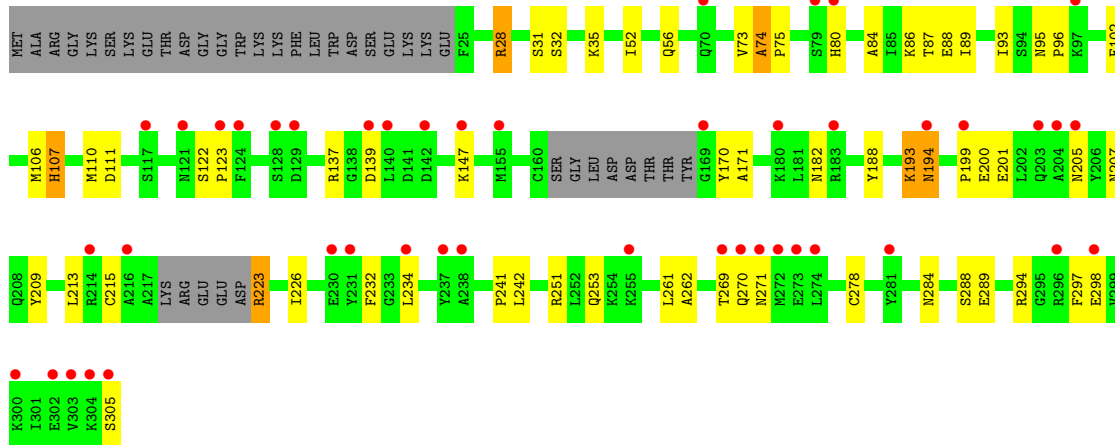 MET ALA ARG GLY LYS SER LYS GLU THR ASP GLY GLY TRP LYS LYS PHE LEU TRP ASP SER GLU LYS LYS GLU F25 R28 S31 S32 K35 I52 Q56 Q70 V73 A74 P75 S79 H80 A84 I85 K86 T87 E88 I89 I93 S94 N95 P96 K97
M106 H107 M110 D111 S117 N121 S122 P123 F124 S128 D129 R137 G138 D139 L140 D141 D142 K147 M155 C160 SER GLY LEU ASP ASP THR THR TYR G169 Y170 A171 K180 L181 N182 R183 Y188 K193 N194 P199 E200 E201 L202 Q203 A204 N205 Y206 N207
Q208 Y209 L213 R214 C215 A216 A217 LYS ARG GLU GLU ASP R223 I226 E230 Y231 F232 G233 L234 Y237 A238 P241 L242 R251 L252 Q253 K254 K255 L261 A262 T269 Q270 N271 M272 E273 L274 C278 Y281 N284 S288 E289 R294 G295 R296 F297 E298
K300 I301 E302 V303 K304 S305